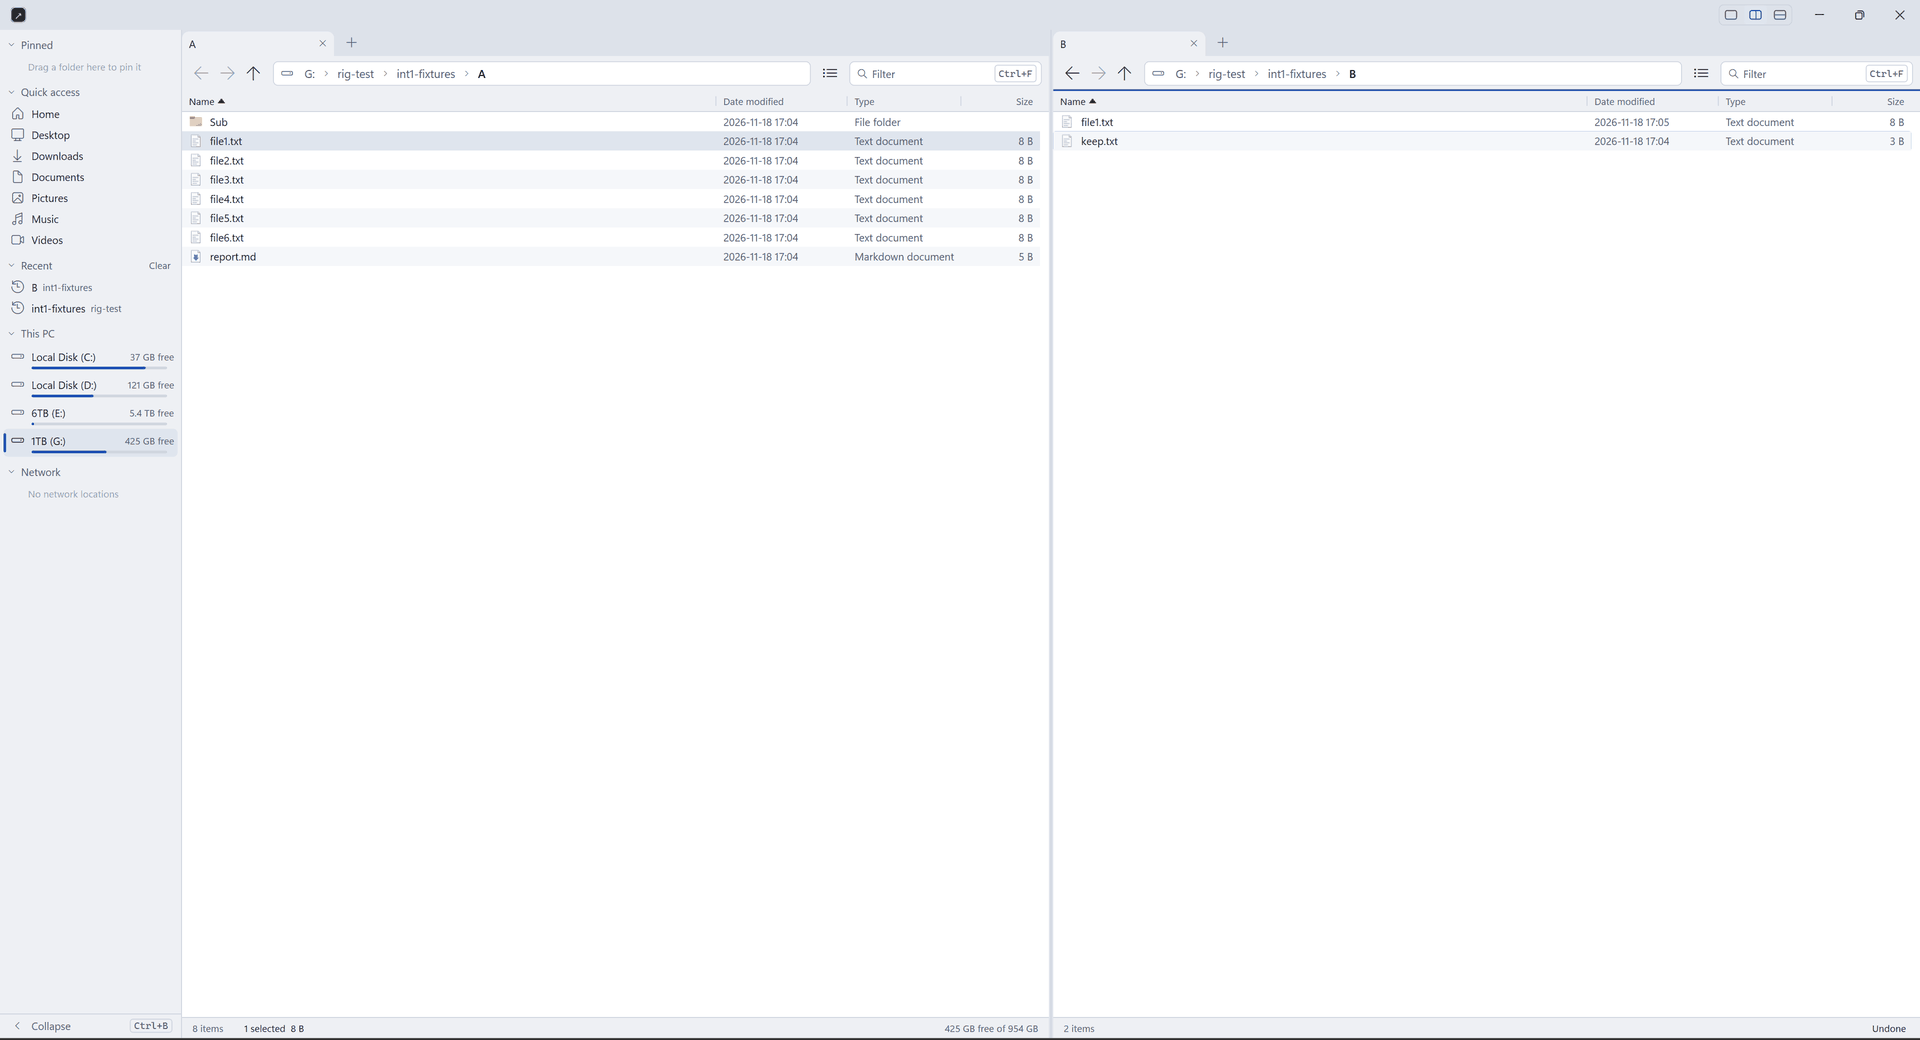 Pinned
Drag a folder here to pin it
Quick access
Home
Desktop
Downloads
Documents
Pictures
Music
Videos
Recent Clear
B int1-fixtures
int1-fixtures rig-test
This PC
Local Disk (C:) 37 GB free
Local Disk (D:) 121 GB free
6TB (E:) 5.4 TB free
1TB (G:) 425 GB free
Network
No network locations
Collapse Ctrl+B
A
G: rig-test int1-fixtures A Filter Ctrl+F
Name Date modified Type Size
Sub 2026-11-18 17:04 File folder
file1.txt 2026-11-18 17:04 Text document 8 B
file2.txt 2026-11-18 17:04 Text document 8 B
file3.txt 2026-11-18 17:04 Text document 8 B
file4.txt 2026-11-18 17:04 Text document 8 B
file5.txt 2026-11-18 17:04 Text document 8 B
file6.txt 2026-11-18 17:04 Text document 8 B
report.md 2026-11-18 17:04 Markdown document 5 B
8 items 1 selected 8 B 425 GB free of 954 GB
B
G: rig-test int1-fixtures B Filter Ctrl+F
Name Date modified Type Size
file1.txt 2026-11-18 17:05 Text document 8 B
keep.txt 2026-11-18 17:04 Text document 3 B
2 items Undone